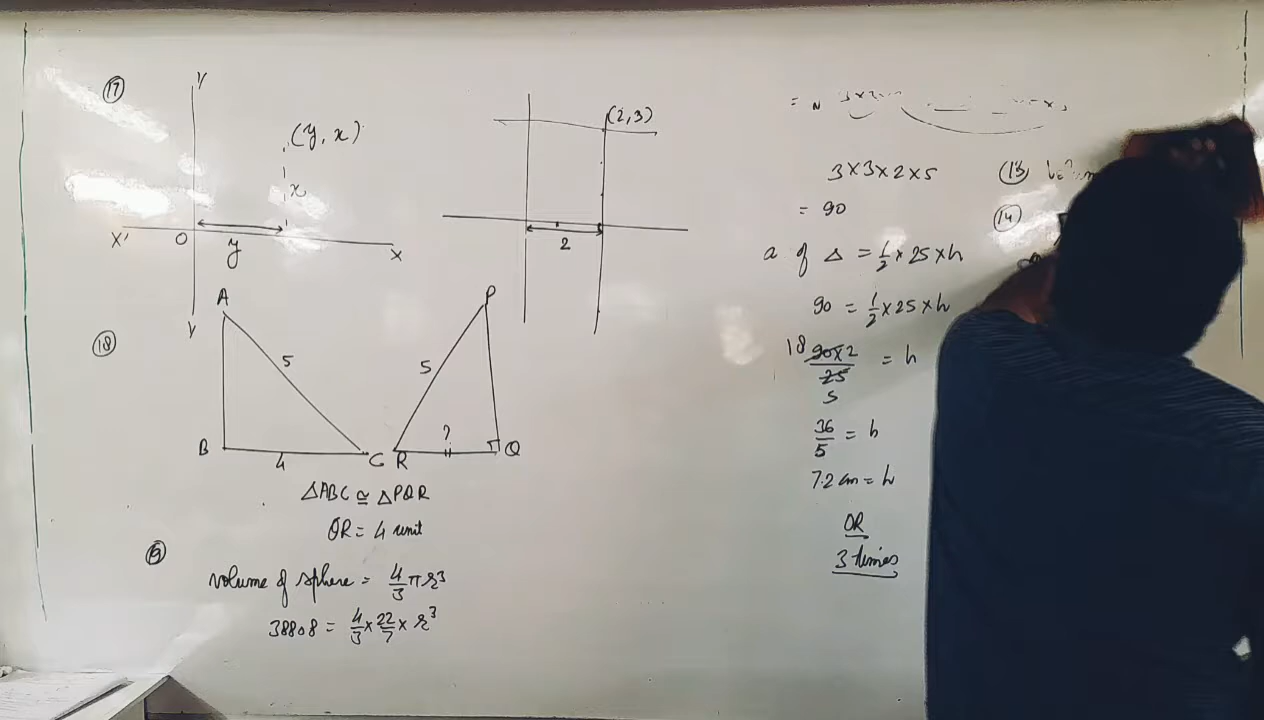 17
Y
(y, x)
x
X'
O
y
X
Y
(2,3)
2
18
A
5
B
4
C
P
5
?
R
Q
△ABC ≅ △PQR
QR = 4 unit
19
Volume of sphere = 4/3 πr³
38808 = 4/3 × 22/7 × r³
3×3×2×5
= 90
a of △ = 1/2 × 25 × h
90 = 1/2 × 25 × h
18 90×2/25 = h
5
36/5 = h
7.2 cm = h
OR
3 times
(13)
(14)